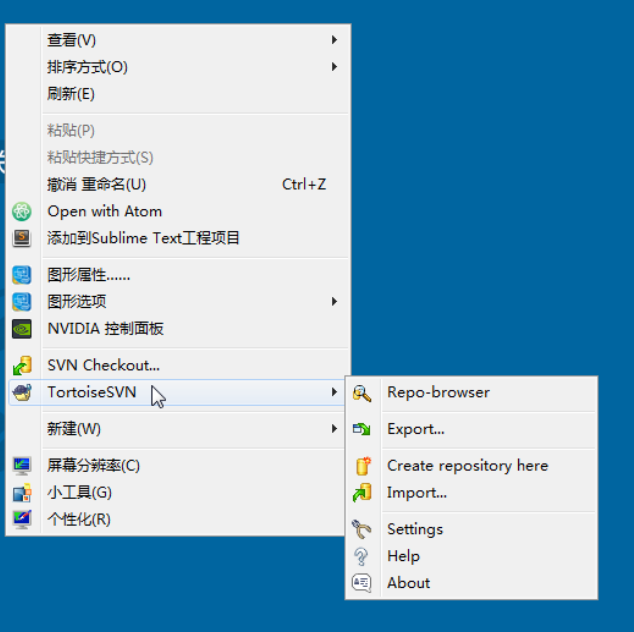 查看(V)
排序方式(O)
刷新(E)
粘贴(P)
粘贴快捷方式(S)
撤消 重命名(U) Ctrl+Z
Open with Atom
添加到Sublime Text工程项目
图形属性......
图形选项
NVIDIA 控制面板
SVN Checkout...
TortoiseSVN
新建(W)
屏幕分辨率(C)
小工具(G)
个性化(R)
Repo-browser
Export...
Create repository here
Import...
Settings
Help
About